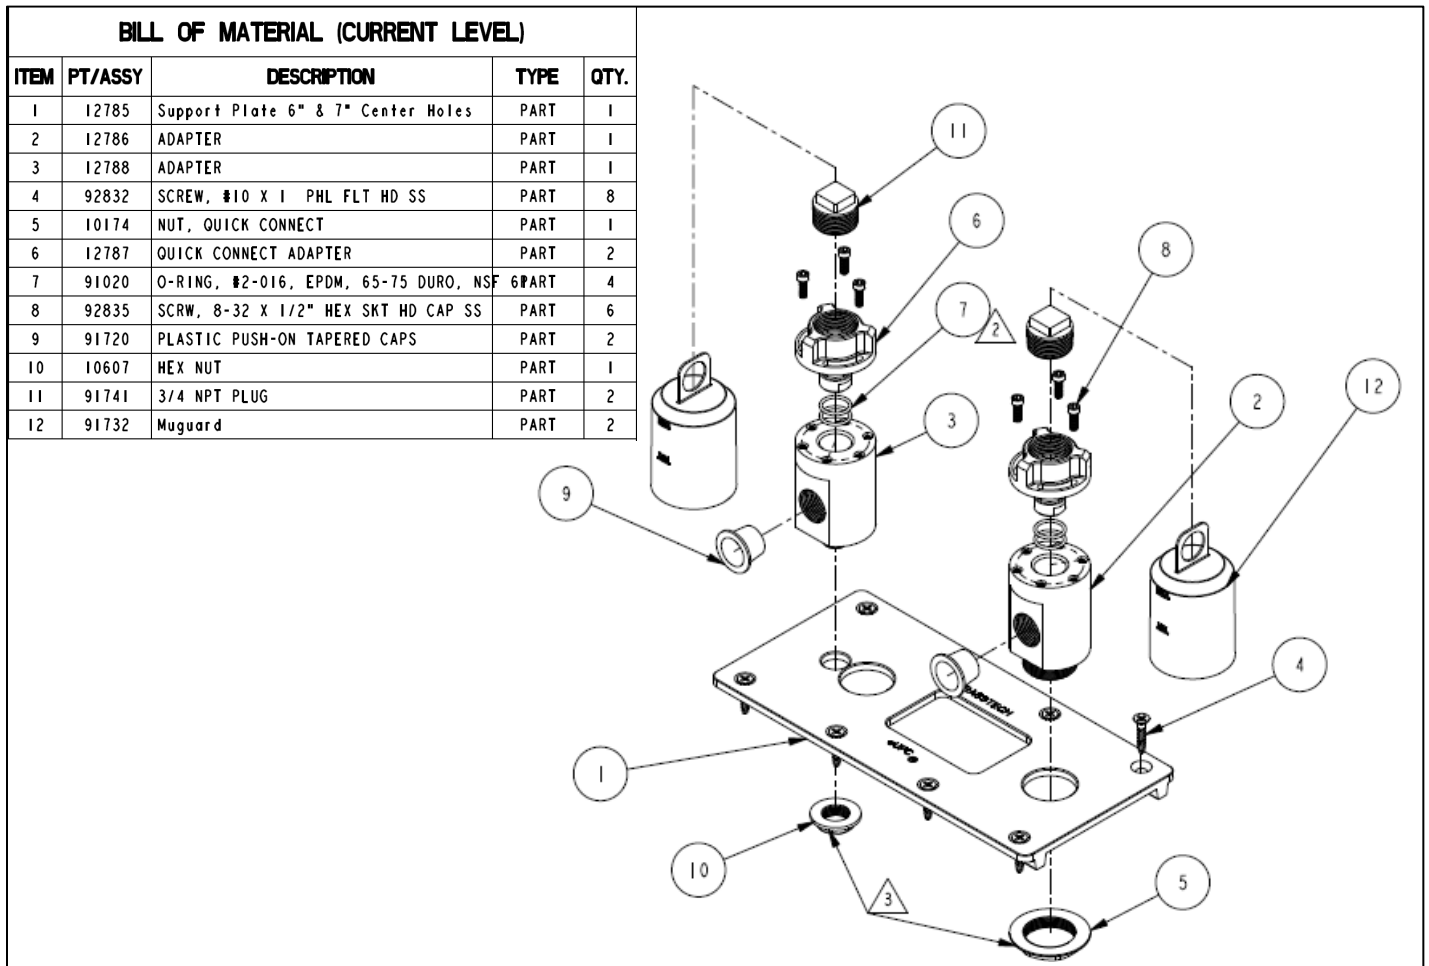 BILL OF MATERIAL (CURRENT LEVEL)
ITEM PT/ASSY DESCRIPTION TYPE QTY.
1 12785 Support Plate 6" & 7" Center Holes PART 1
2 12786 ADAPTER PART 1
3 12788 ADAPTER PART 1
4 92832 SCREW, #10 X 1 PHL FLT HD SS PART 8
5 10174 NUT, QUICK CONNECT PART 1
6 12787 QUICK CONNECT ADAPTER PART 2
7 91020 O-RING, #2-016, EPDM, 65-75 DURO, NSF 6 PART 4
8 92835 SCRW, 8-32 X 1/2" HEX SKT HD CAP SS PART 6
9 91720 PLASTIC PUSH-ON TAPERED CAPS PART 2
10 10607 HEX NUT PART 1
11 91741 3/4 NPT PLUG PART 2
12 91732 Muguard PART 2
11
6
8
7
2
12
2
3
9
4
1
10
3
5